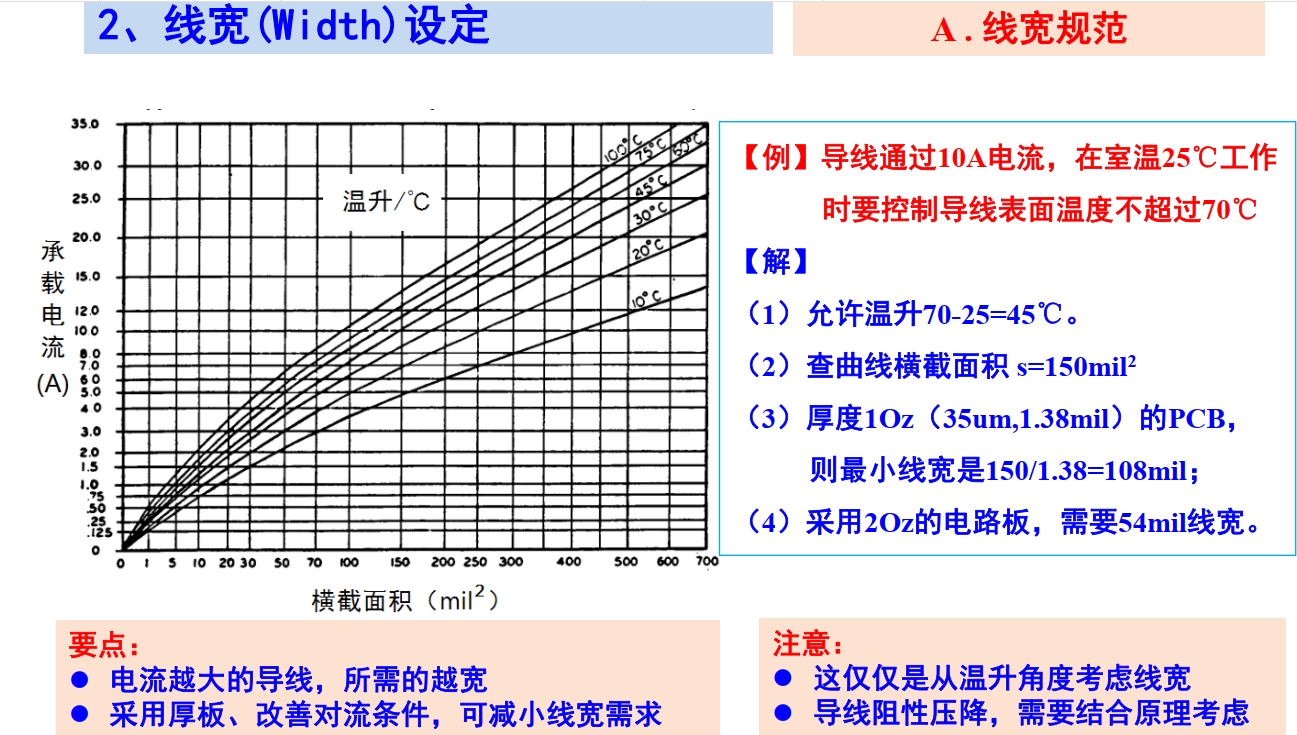 2、线宽(Width)设定
A.线宽规范
35.0
30.0
25.0
20.0
15.0
12.0
10 0
8.0
7.0
6 0
5.0
4 0
3.0
2.0
1.5
1.0
.75
.50
.25
.125
0
承载电流(A)
温升/℃
100°C
75°C
60°C
45°C
30°C
20°C
10°C
0 1 5 10 20 30 50 70 100 150 200 250 300 400 500 600 700
横截面积（mil²）
【例】导线通过10A电流，在室温25℃工作
时要控制导线表面温度不超过70℃
【解】
（1）允许温升70-25=45℃。
（2）查曲线横截面积 s=150mil²
（3）厚度1Oz（35um,1.38mil）的PCB，
则最小线宽是150/1.38=108mil；
（4）采用2Oz的电路板，需要54mil线宽。
要点：
● 电流越大的导线，所需的越宽
● 采用厚板、改善对流条件，可减小线宽需求
注意：
● 这仅仅是从温升角度考虑线宽
● 导线阻性压降，需要结合原理考虑